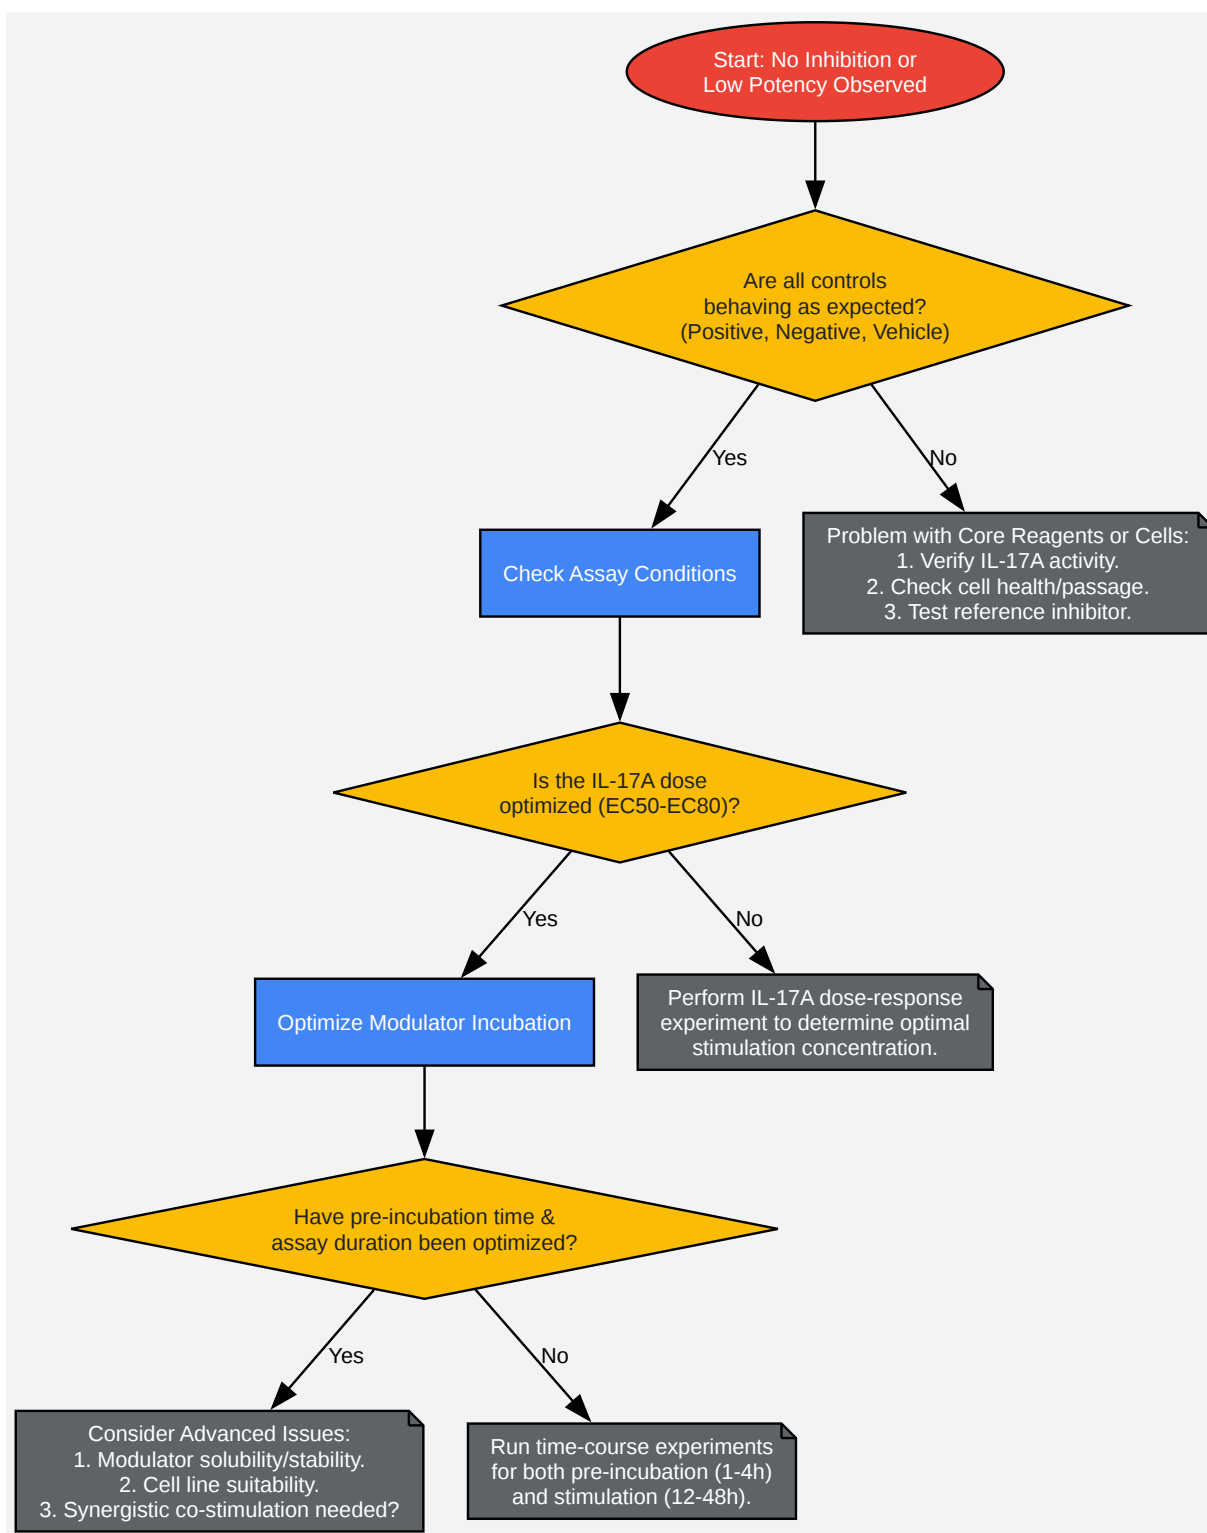 Start: No Inhibition or
Low Potency Observed
Are all controls
behaving as expected?
(Positive, Negative, Vehicle)
Yes
No
Check Assay Conditions
Problem with Core Reagents or Cells:
1. Verify IL-17A activity.
2. Check cell health/passage.
3. Test reference inhibitor.
Is the IL-17A dose
optimized (EC50-EC80)?
Yes
No
Optimize Modulator Incubation
Perform IL-17A dose-response
experiment to determine optimal
stimulation concentration.
Have pre-incubation time &
assay duration been optimized?
Yes
No
Consider Advanced Issues:
1. Modulator solubility/stability.
2. Cell line suitability.
3. Synergistic co-stimulation needed?
Run time-course experiments
for both pre-incubation (1-4h)
and stimulation (12-48h).